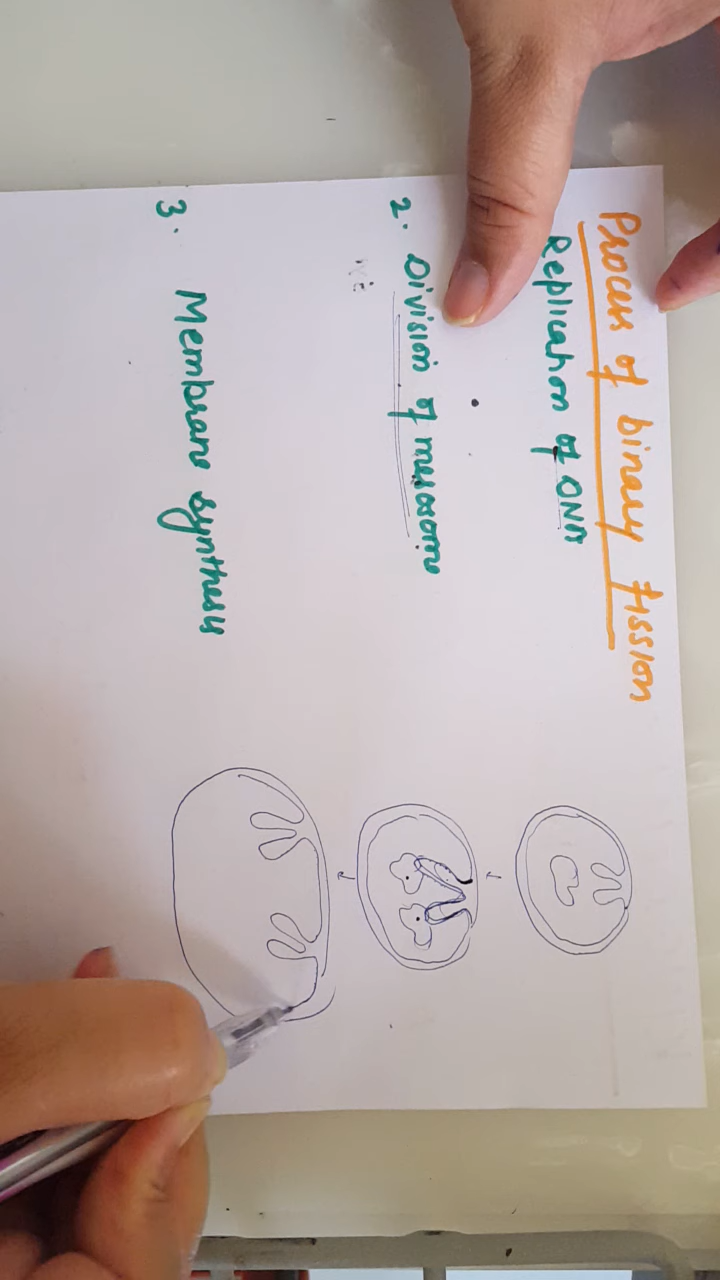 Process of binary Fission
Replication of DNA
2. Division of mesosome
3. Membrane synthesis